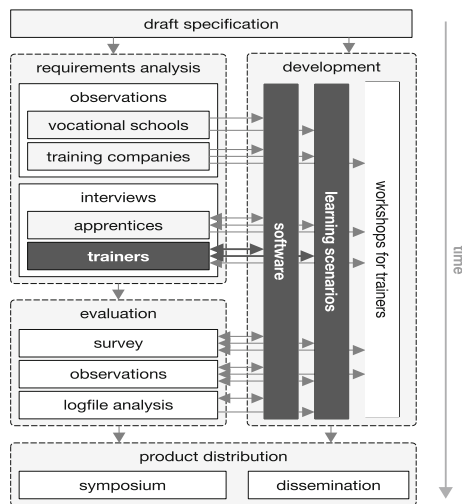 draft specification
requirements analysis
observations
vocational schools
training companies
interviews
apprentices
trainers
evaluation
survey
observations
logfile analysis
development
software
learning scenarios
workshops for trainers
product distribution
symposium
dissemination
time